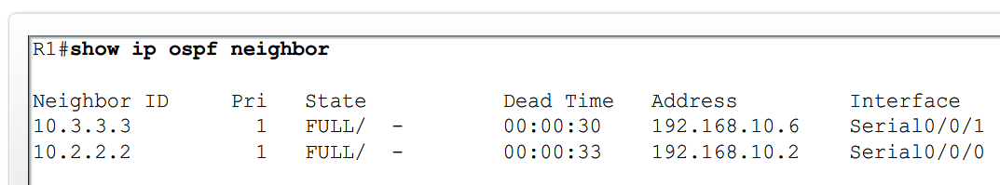 R1#show ip ospf neighbor
Neighbor ID     Pri   State           Dead Time   Address         Interface
10.3.3.3          1   FULL/  -        00:00:30    192.168.10.6    Serial0/0/1
10.2.2.2          1   FULL/  -        00:00:33    192.168.10.2    Serial0/0/0